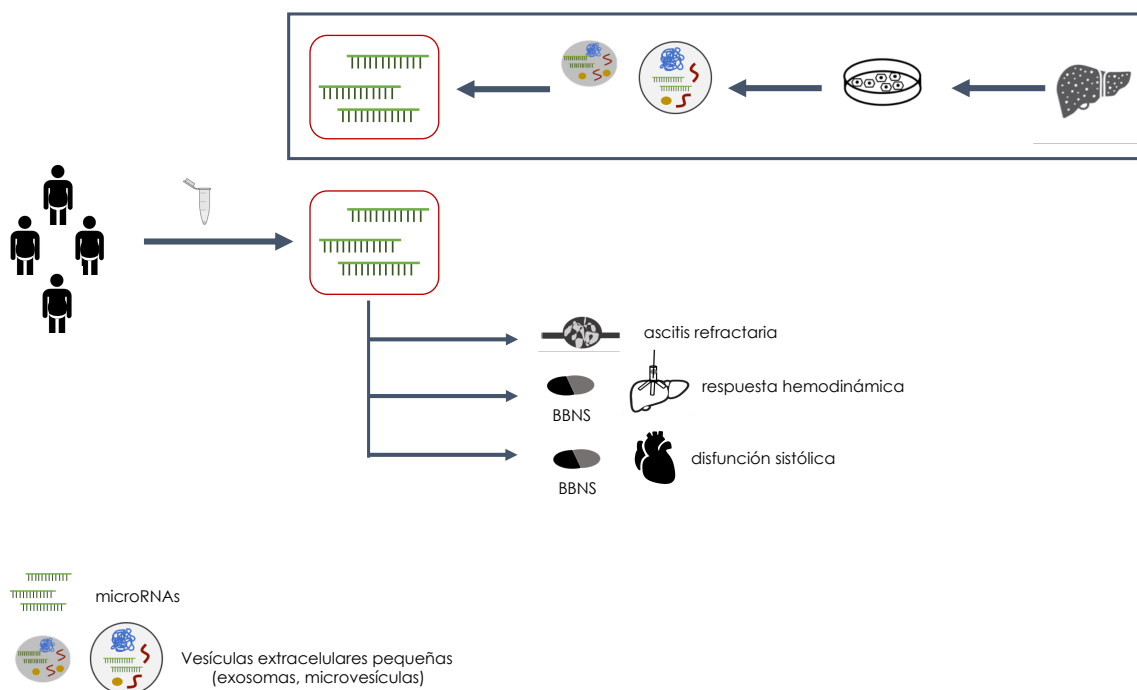 ascitis refractaria
respuesta hemodinámica
BBNS
disfunción sistólica
BBNS
microRNAs
Vesículas extracelulares pequeñas
(exosomas, microvesículas)